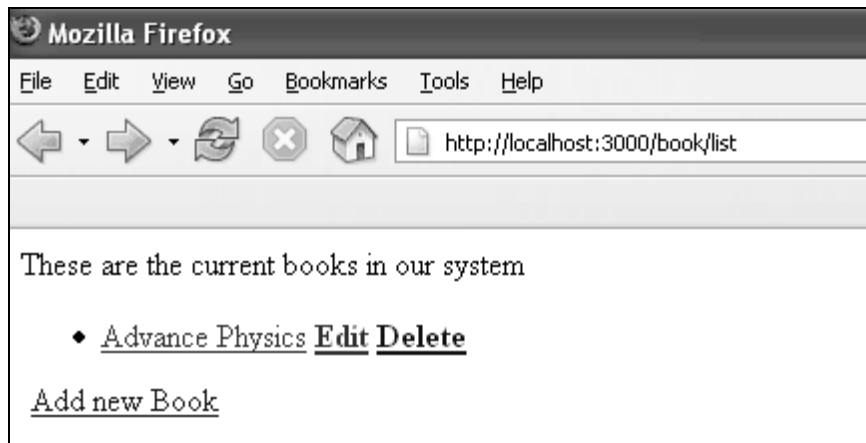 Mozilla Firefox
File Edit View Go Bookmarks Tools Help
http://localhost:3000/book/list
These are the current books in our system
• Advance Physics Edit Delete
Add new Book